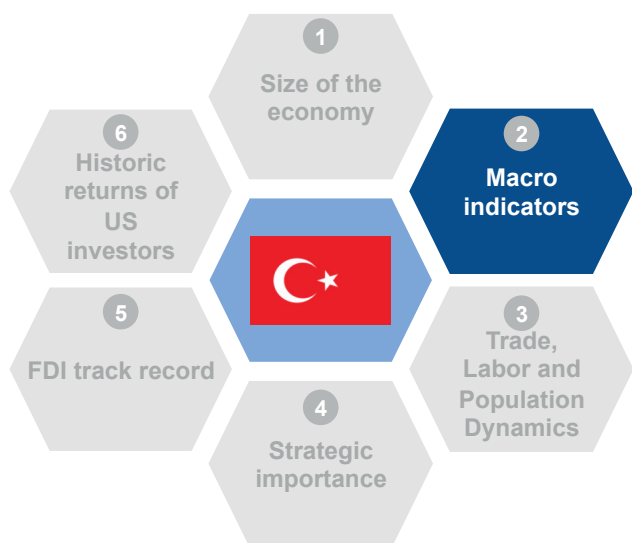 1
Size of the
economy
2
Macro
indicators
3
Trade,
Labor and
Population
Dynamics
4
Strategic
importance
5
FDI track record
6
Historic
returns of
US
investors